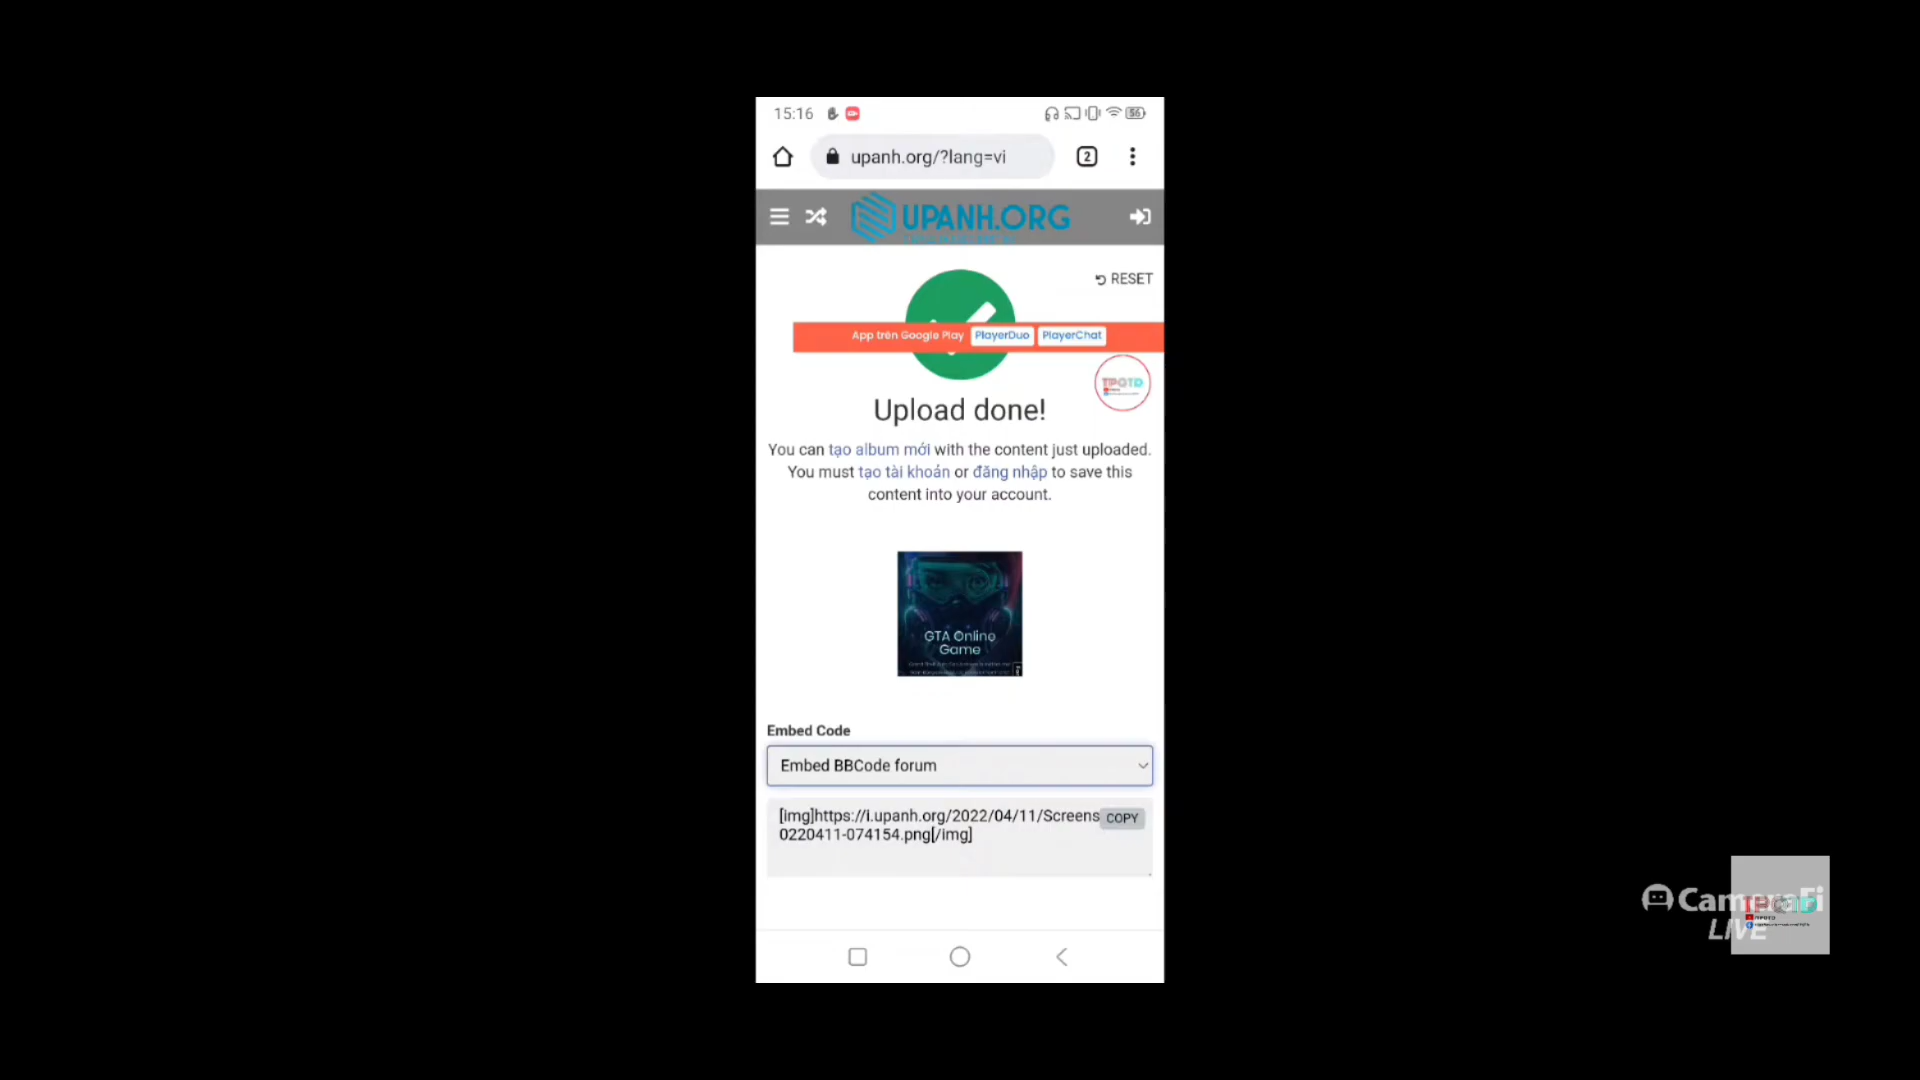 15:16
56
upanh.org/?lang=vi
2
UPANH.ORG
RESET
App trên Google Play PlayerDuo PlayerChat
TPGTD
Upload done!
You can tạo album mới with the content just uploaded.
You must tạo tài khoản or đăng nhập to save this
content into your account.
GTA Online
Game
Embed Code
Embed BBCode forum
[img]https://i.upanh.org/2022/04/11/Screens
COPY
0220411-074154.png[/img]
CameraFi
LIVE